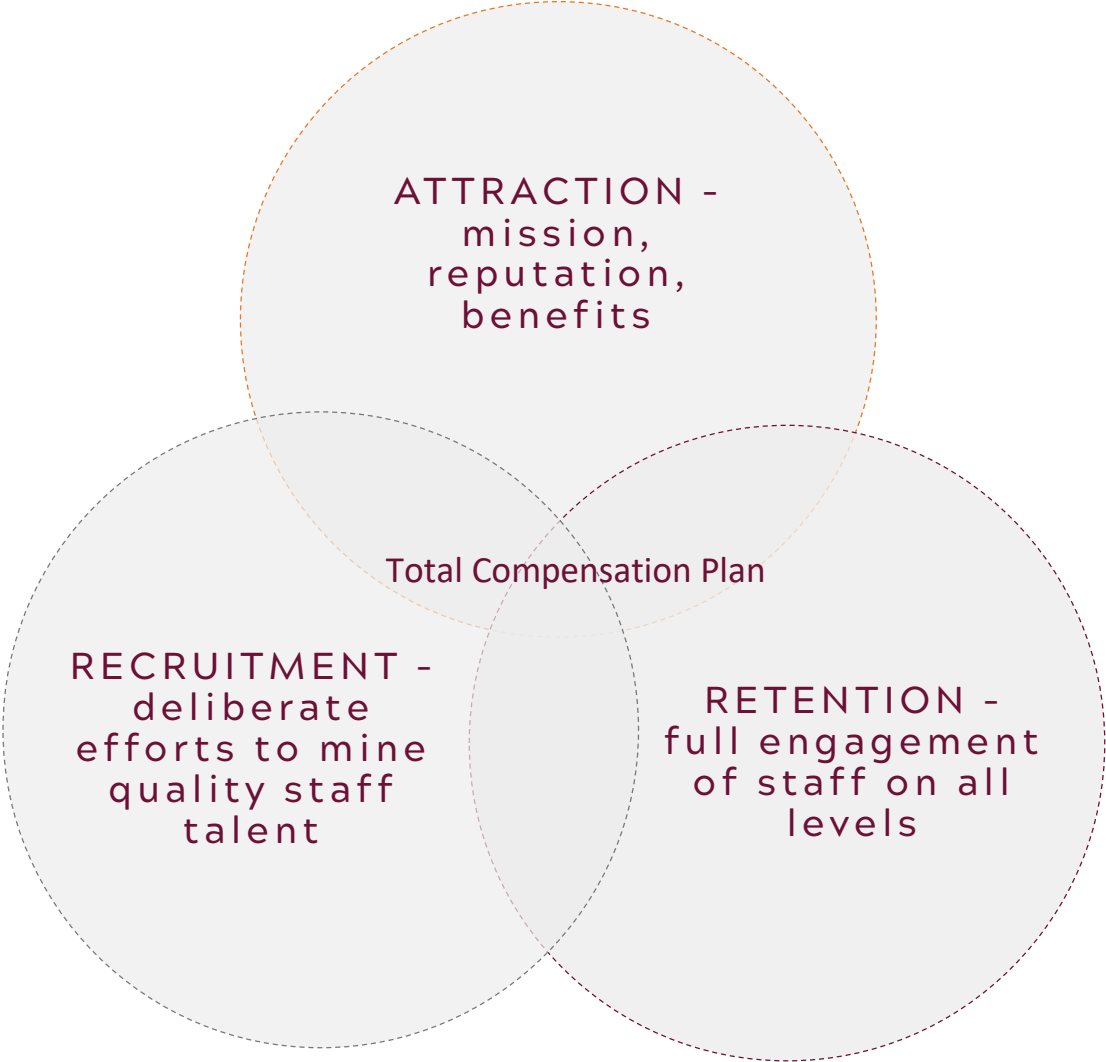 ATTRACTION -
mission,
reputation,
benefits
Total Compensation Plan
RECRUITMENT -
deliberate
efforts to mine
quality staff
talent
RETENTION -
full engagement
of staff on all
levels